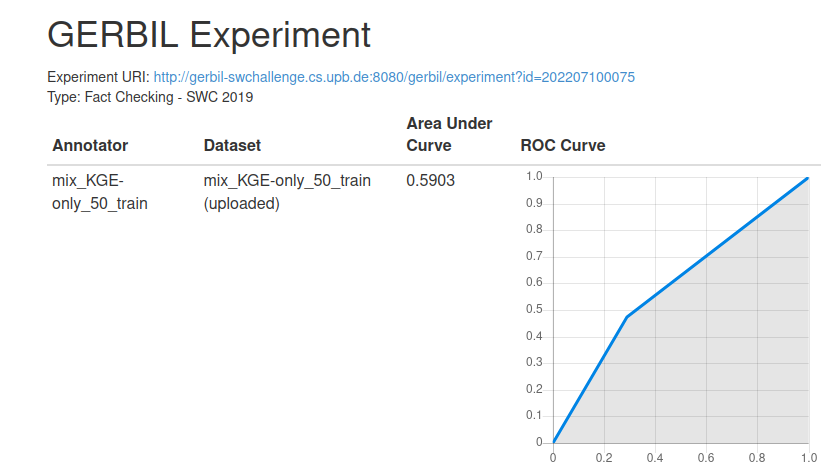 GERBIL Experiment
Experiment URI: http://gerbil-swchallenge.cs.upb.de:8080/gerbil/experiment?id=202207100075
Type: Fact Checking - SWC 2019
Annotator Dataset Area Under Curve ROC Curve
mix_KGE-only_50_train mix_KGE-only_50_train (uploaded) 0.5903
1.0
0.9
0.8
0.7
0.6
0.5
0.4
0.3
0.2
0.1
0
0 0.2 0.4 0.6 0.8 1.0